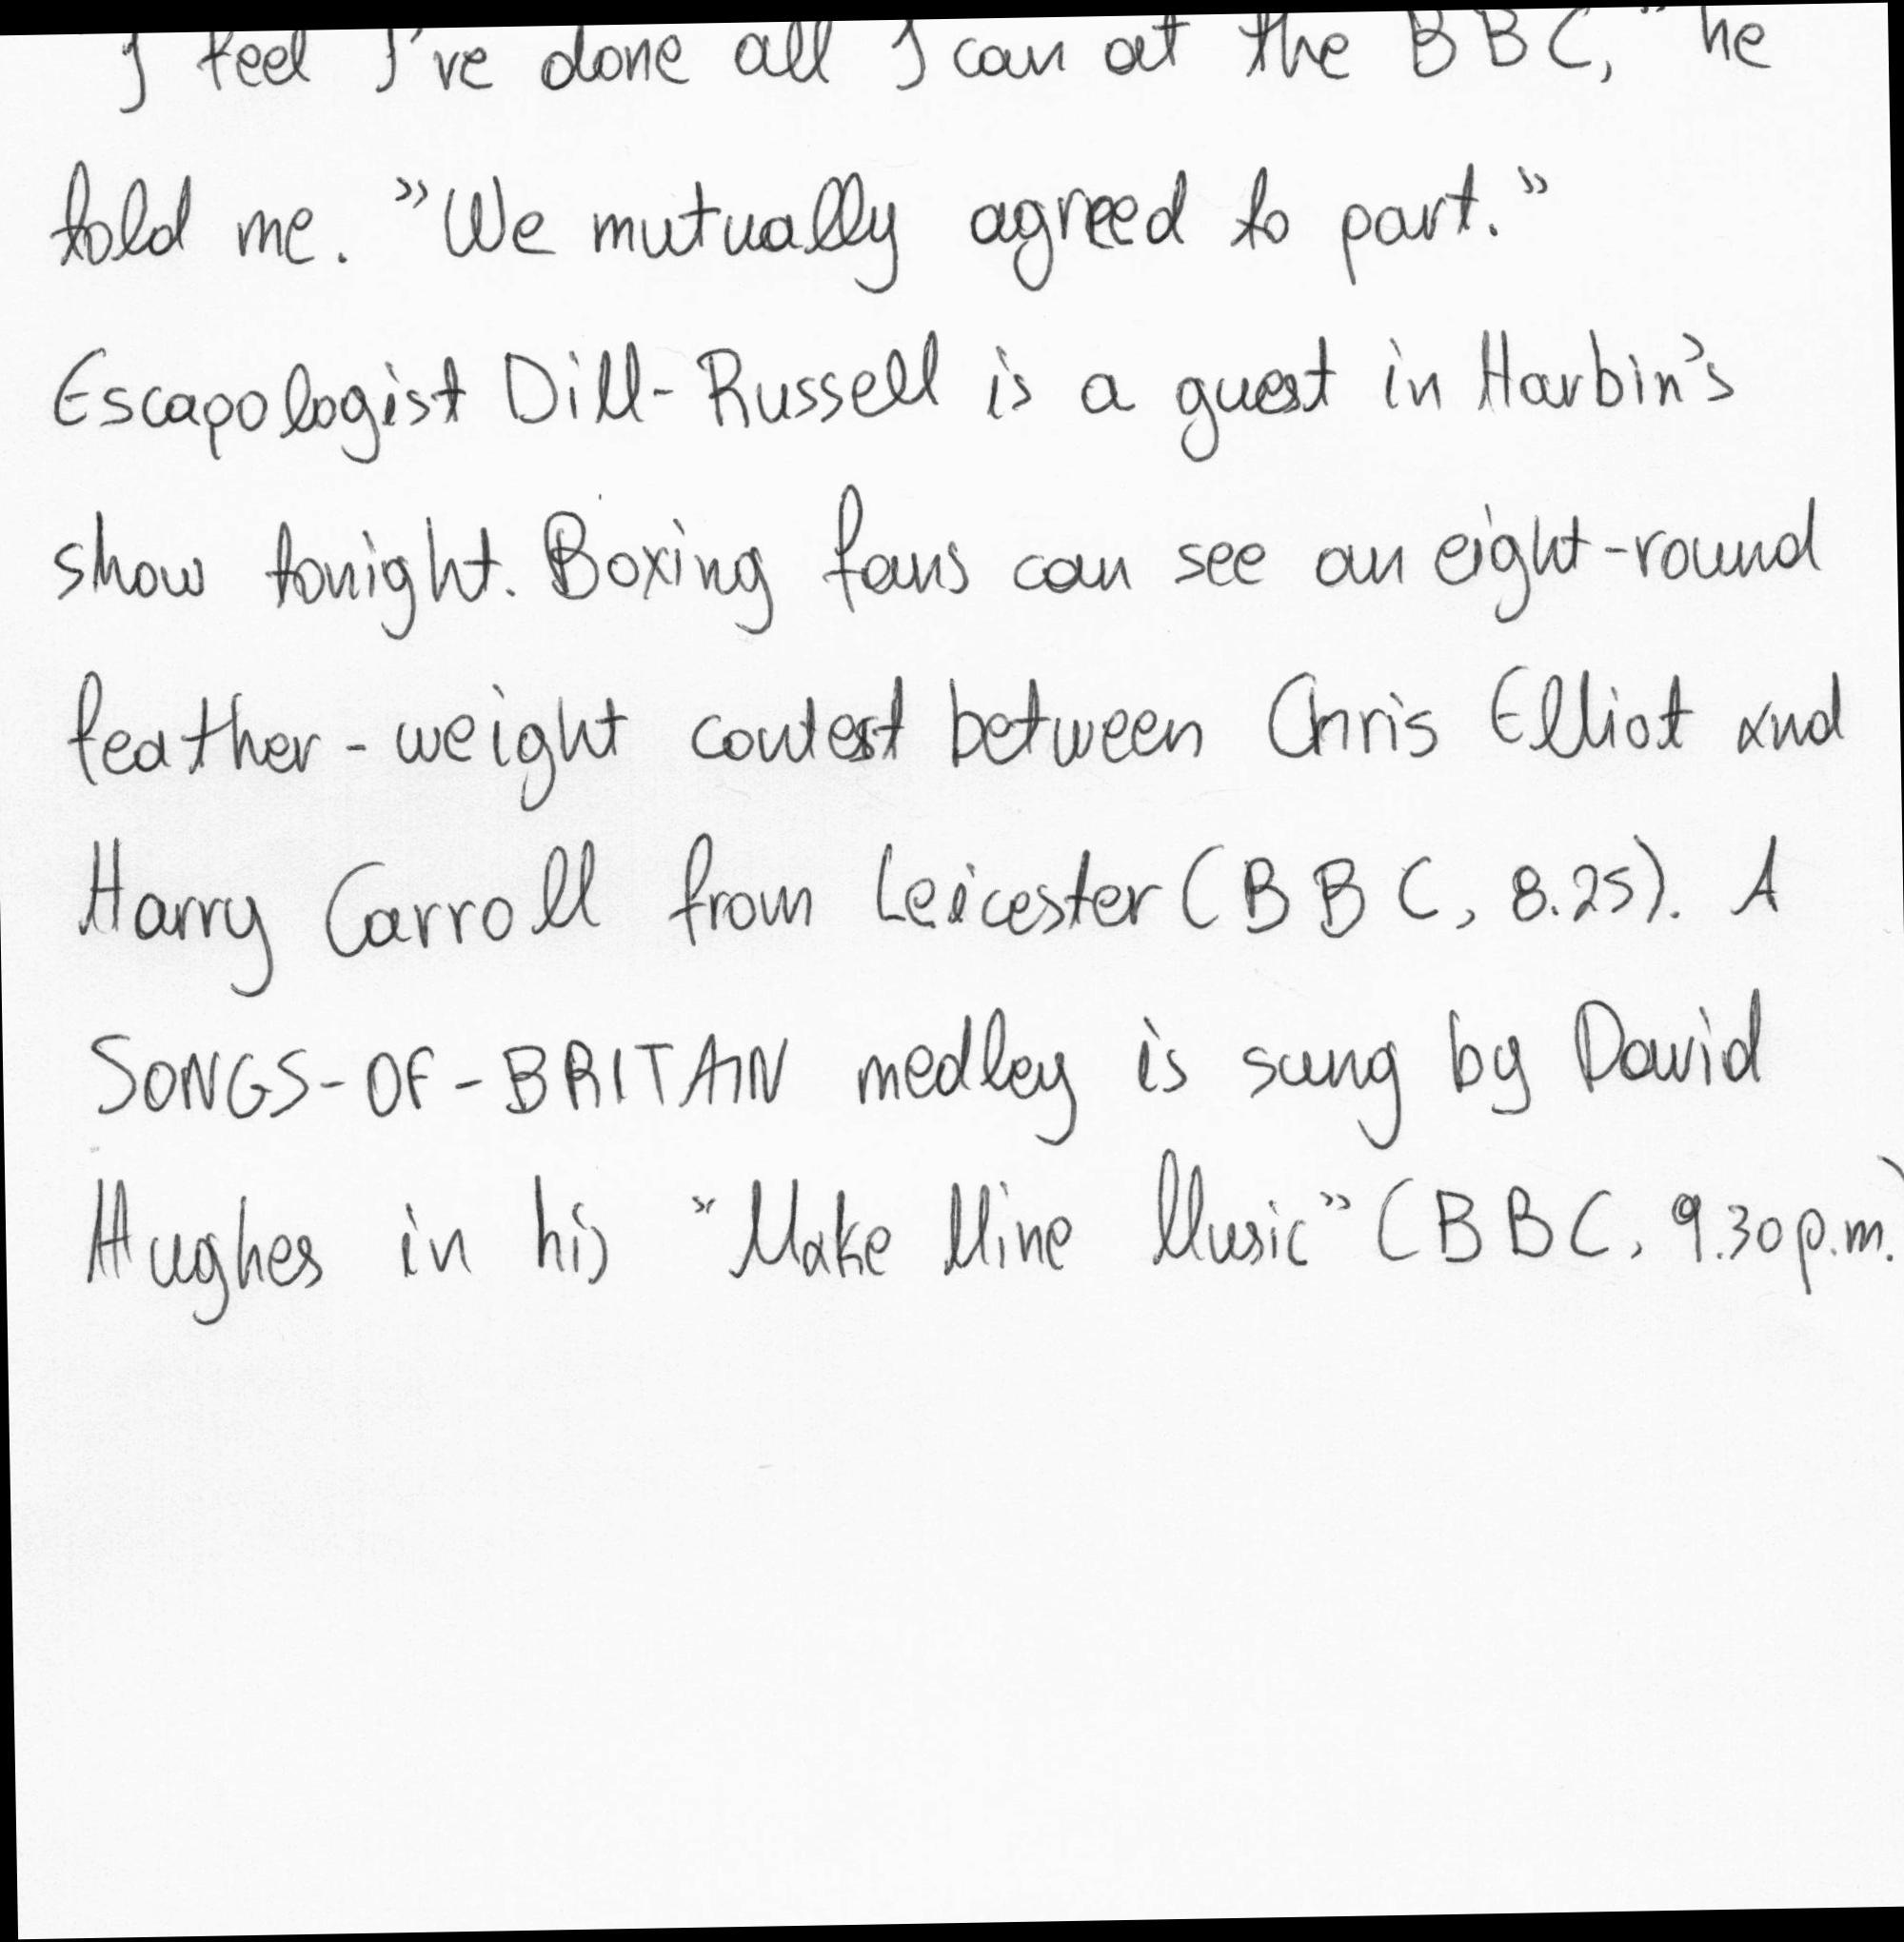 I feel I've done all I can at the BBC," he
told me. "We mutually agreed to part."
Escapologist Dill-Russell is a guest in Harbin's
show tonight. Boxing fans can see an eight-round
feather-weight contest between Chris Elliot and
Harry Carroll from Leicester (BBC, 8.25). A
SONGS-OF-BRITAIN medley is sung by David
Hughes in his "Make Mine Music" (BBC, 9.30p.m.)